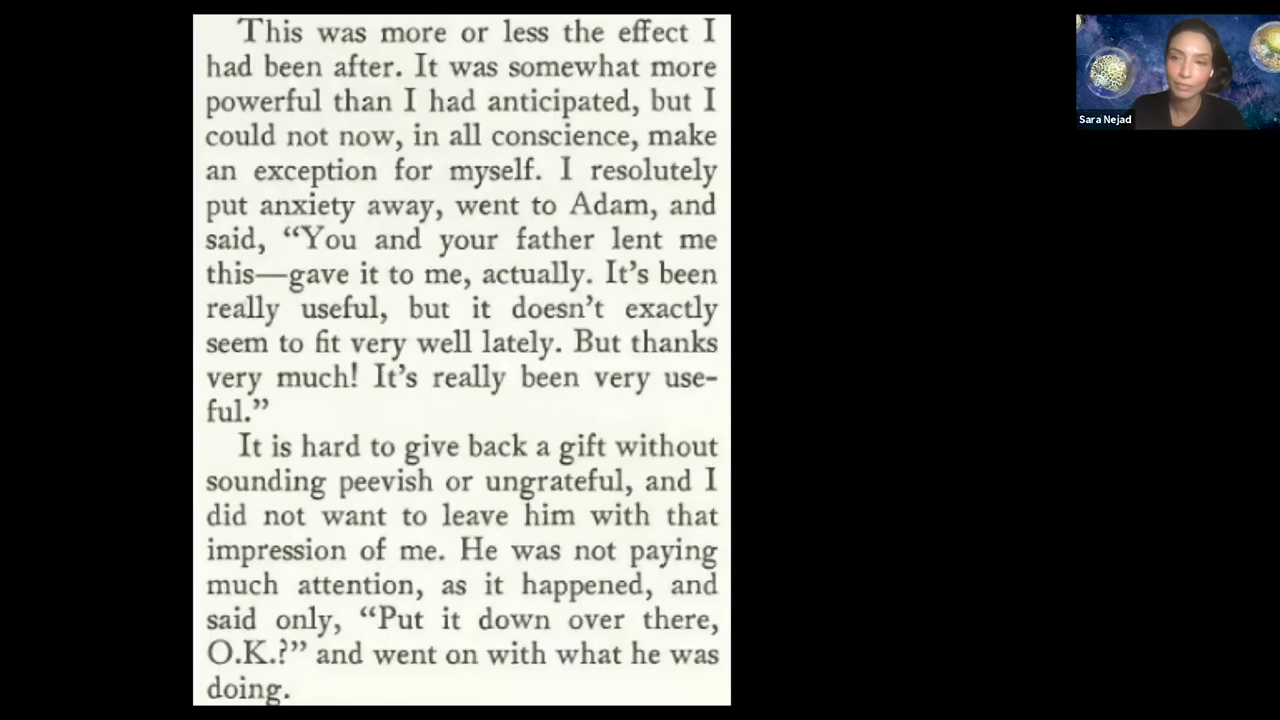 This was more or less the effect I
had been after. It was somewhat more
powerful than I had anticipated, but I
could not now, in all conscience, make
an exception for myself. I resolutely
put anxiety away, went to Adam, and
said, “You and your father lent me
this—gave it to me, actually. It’s been
really useful, but it doesn’t exactly
seem to fit very well lately. But thanks
very much! It’s really been very use-
ful.”
It is hard to give back a gift without
sounding peevish or ungrateful, and I
did not want to leave him with that
impression of me. He was not paying
much attention, as it happened, and
said only, “Put it down over there,
O.K.?” and went on with what he was
doing.
Sara Nejad